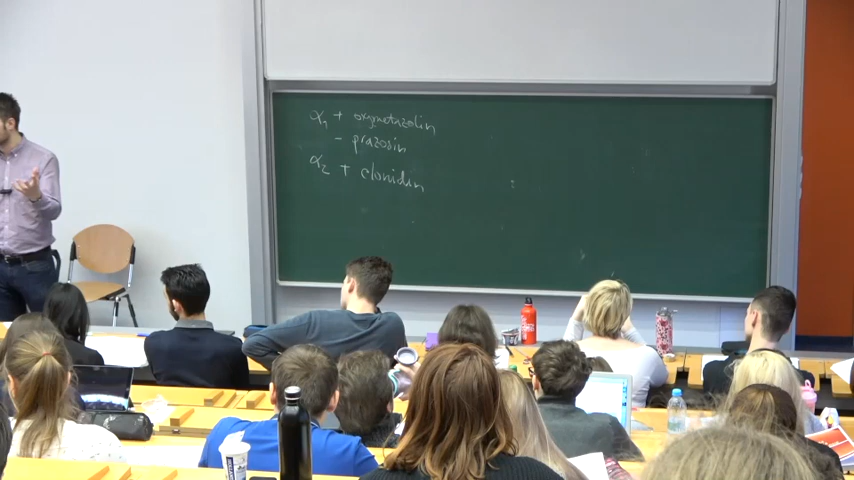 α₁ + oxymetazolin
- prazosin
α₂ + clonidin